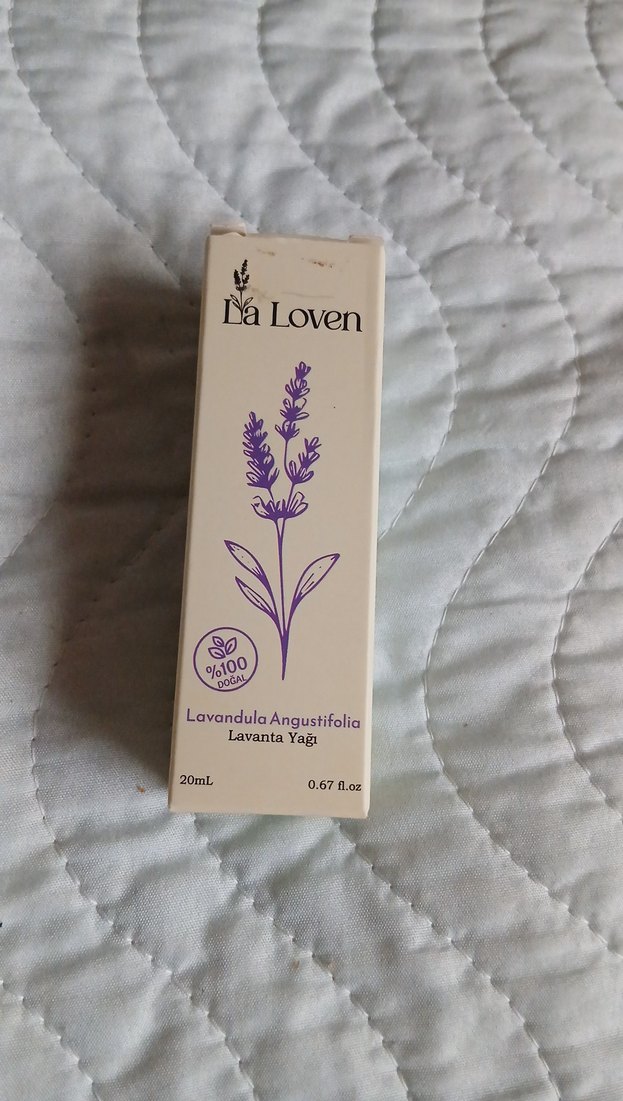 La Loven
%100
DOĞAL
Lavandula Angustifolia
Lavanta Yağı
20mL
0.67 fl.oz